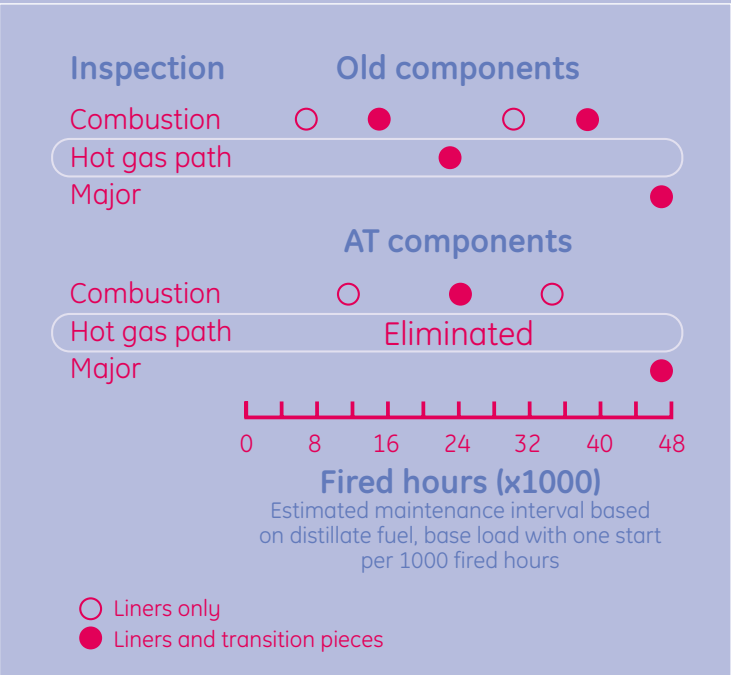 Inspection Old components
Combustion
Hot gas path
Major
AT components
Combustion
Hot gas path Eliminated
Major
0 8 16 24 32 40 48
Fired hours (x1000)
Estimated maintenance interval based
on distillate fuel, base load with one start
per 1000 fired hours
Liners only
Liners and transition pieces